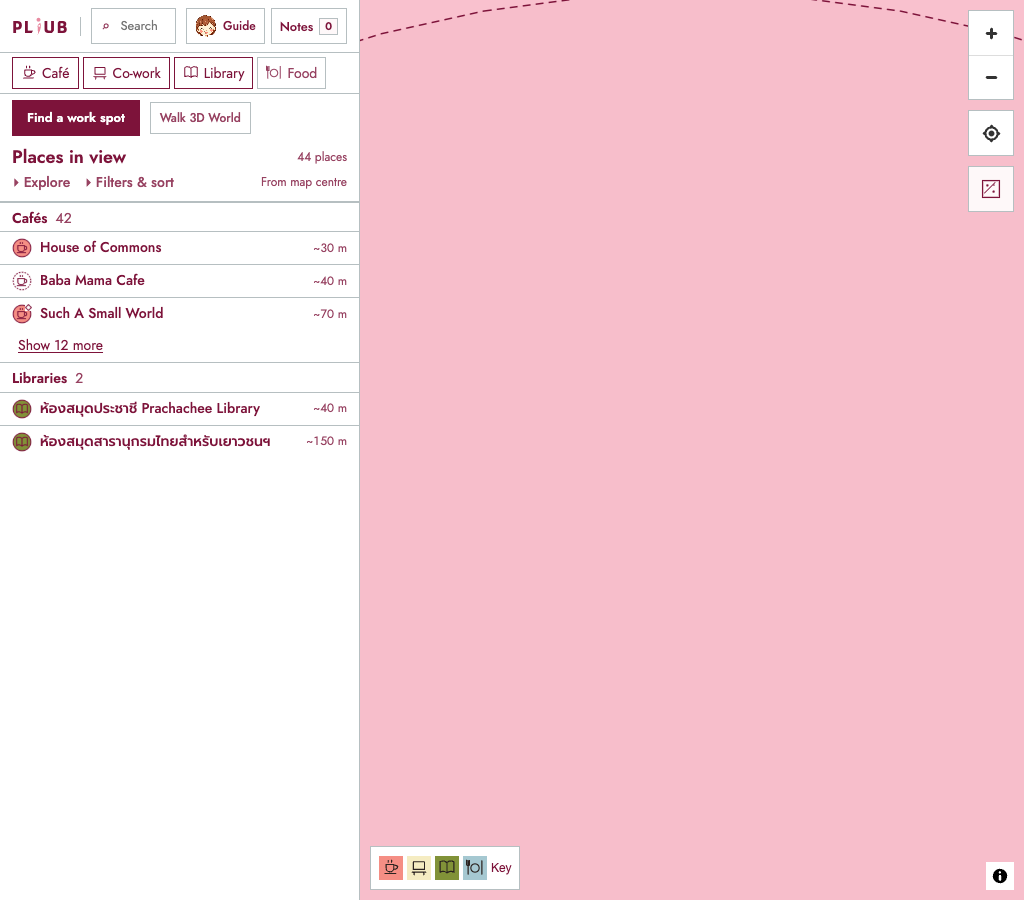 PLIUB
Search
Guide
Notes 0
Café
Co-work
Library
Food
Find a work spot
Walk 3D World
Places in view
44 places
Explore
Filters & sort
From map centre
Cafés 42
House of Commons ~30 m
Baba Mama Cafe ~40 m
Such A Small World ~70 m
Show 12 more
Libraries 2
ห้องสมุดประชาชี Prachachee Library ~40 m
ห้องสมุดสารานุกรมไทยสำหรับเยาวชนฯ ~150 m
Key